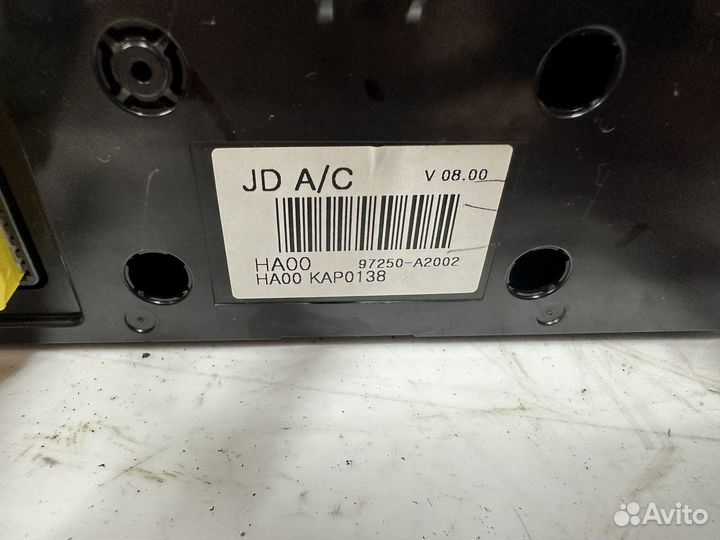 JD A/C V 08.00
HA00 97250-A2002
HA00 KAP0138
Avito